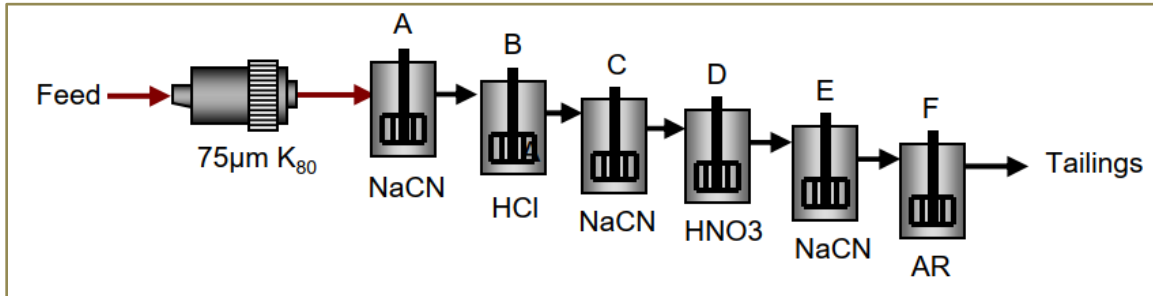 A
B
C
D
E
F
Feed
75µm K₈₀
A
NaCN
HCl
NaCN
HNO3
NaCN
AR
Tailings